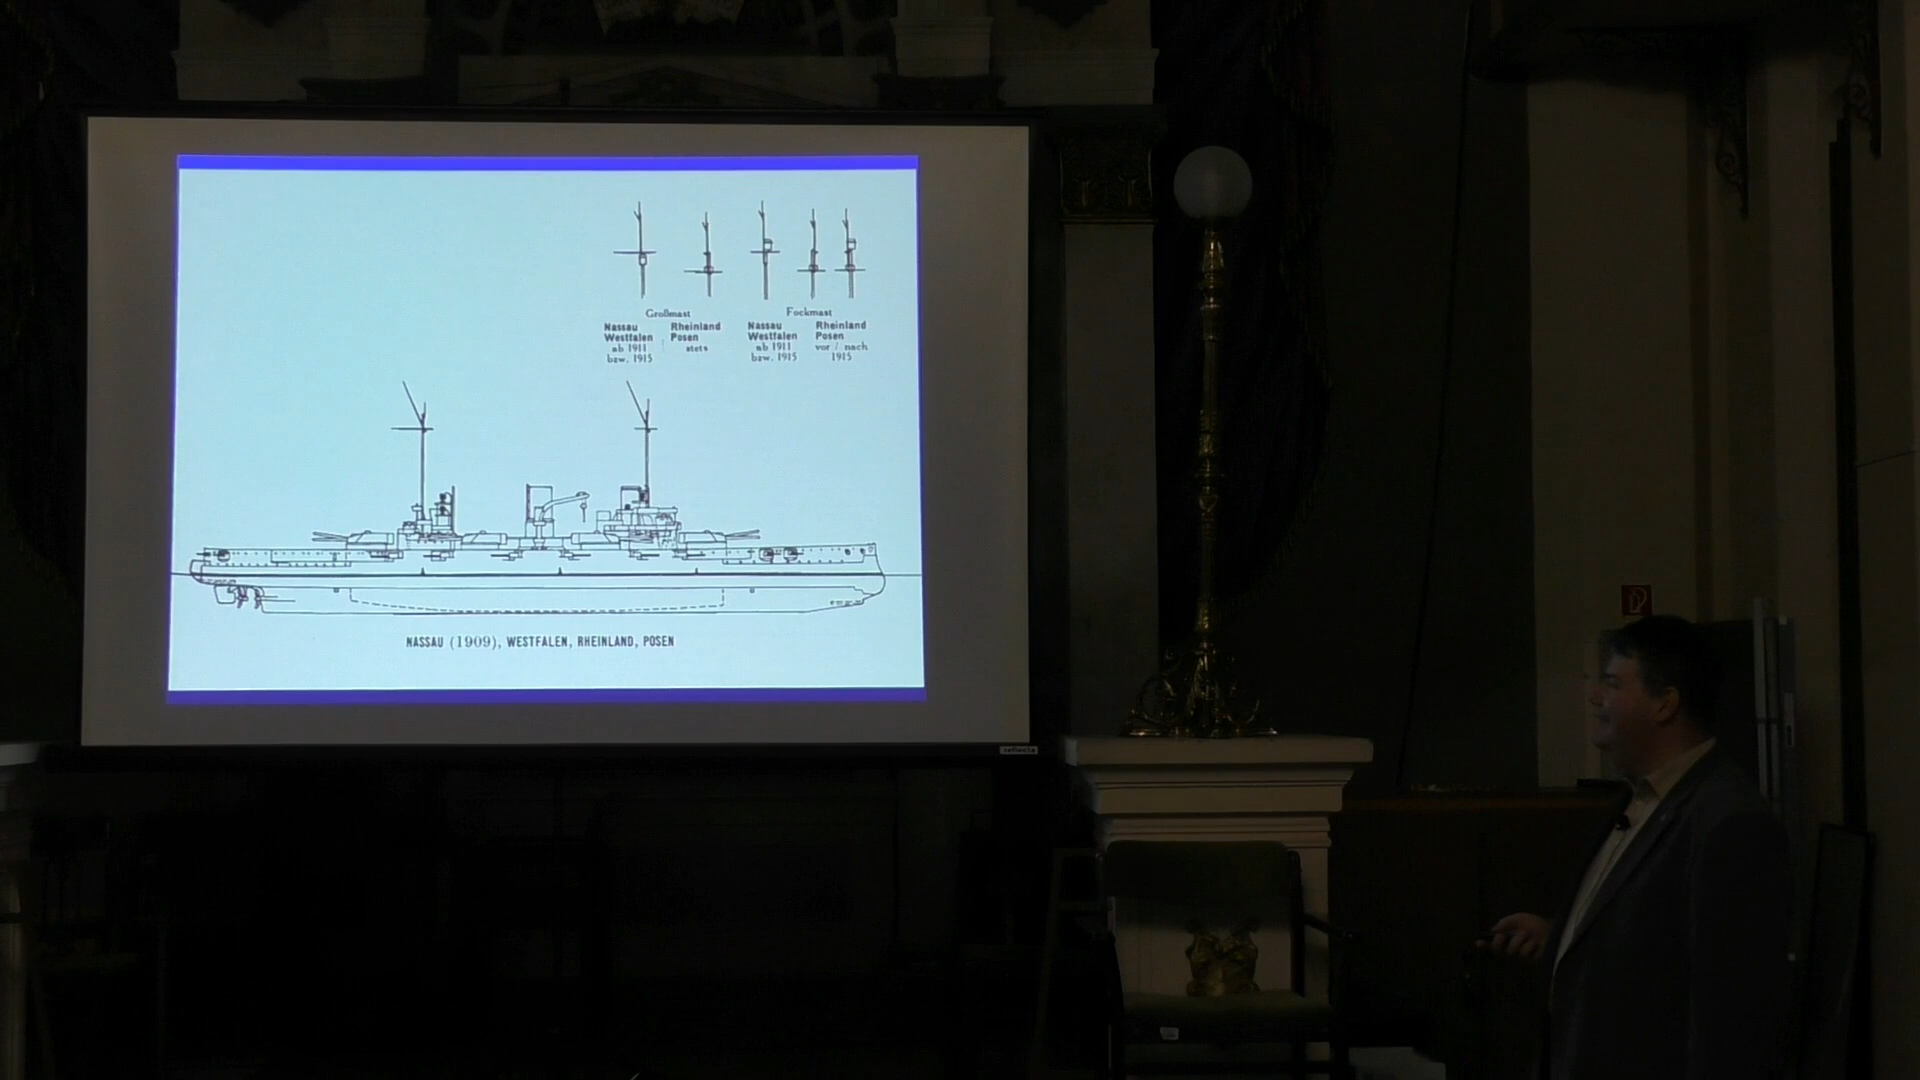 Großmast
Nassau
Westfalen
ab 1911
bzw. 1915
Rheinland
Posen
stets
Fockmast
Nassau
Westfalen
ab 1911
bzw. 1915
Rheinland
Posen
vor / nach
1915
NASSAU (1909), WESTFALEN, RHEINLAND, POSEN
reflecta